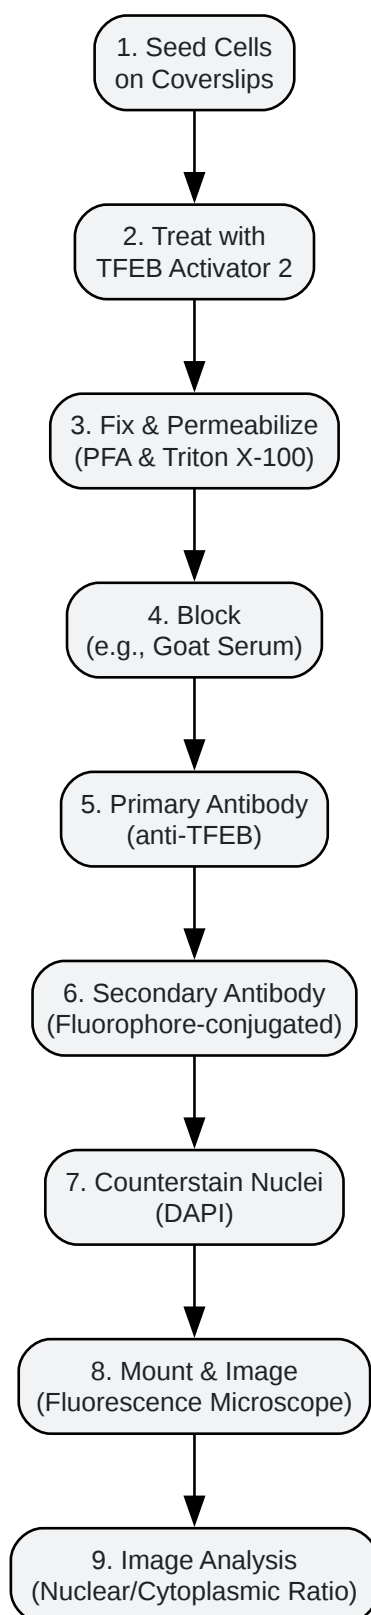 1. Seed Cells
on Coverslips
2. Treat with
TFEB Activator 2
3. Fix & Permeabilize
(PFA & Triton X-100)
4. Block
(e.g., Goat Serum)
5. Primary Antibody
(anti-TFEB)
6. Secondary Antibody
(Fluorophore-conjugated)
7. Counterstain Nuclei
(DAPI)
8. Mount & Image
(Fluorescence Microscope)
9. Image Analysis
(Nuclear/Cytoplasmic Ratio)